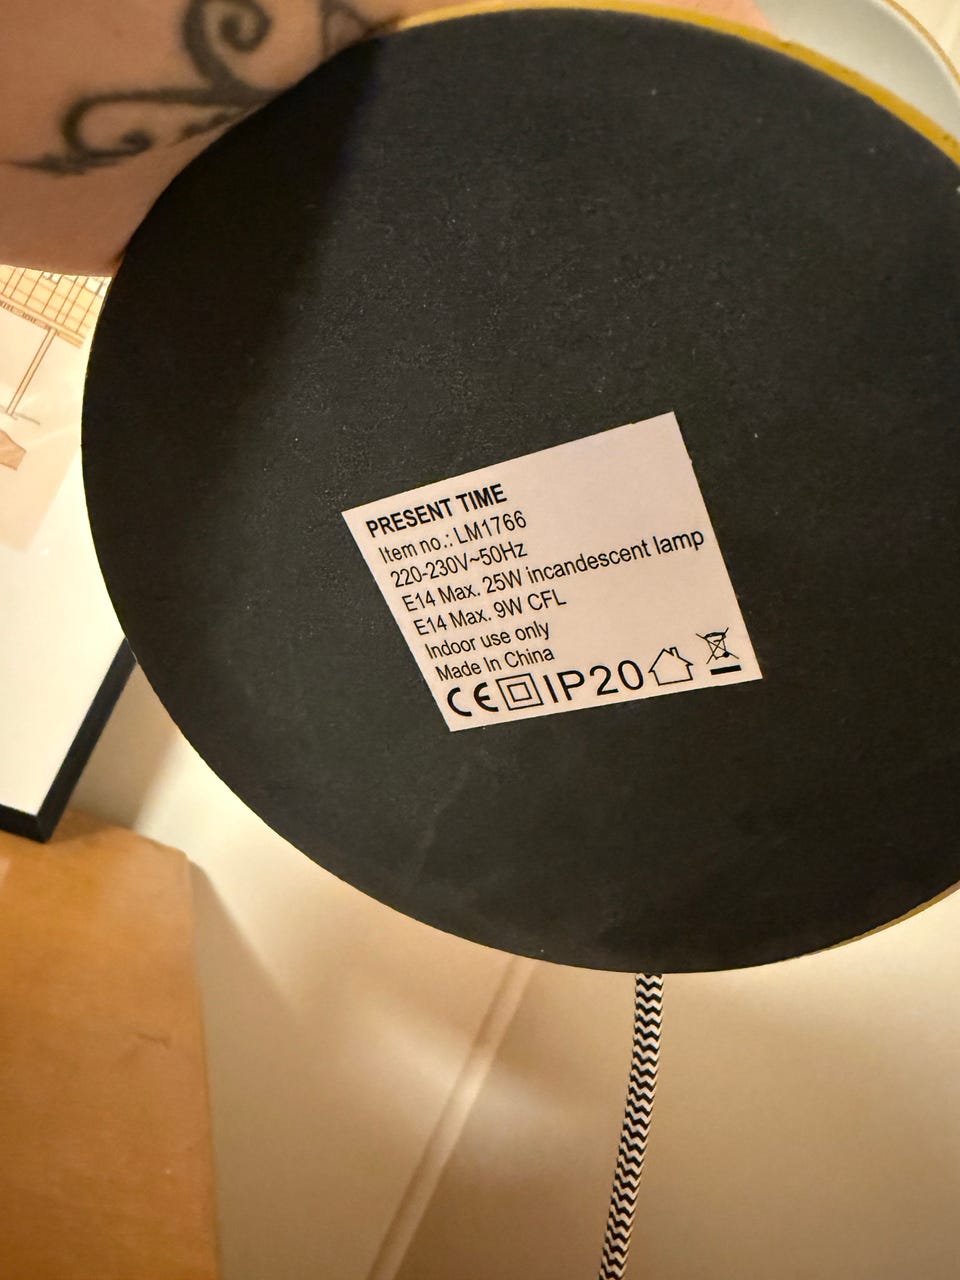 PRESENT TIME
Item no.: LM1766
220-230V~50Hz
E14 Max. 25W incandescent lamp
E14 Max. 9W CFL
Indoor use only
Made In China
CE IP20